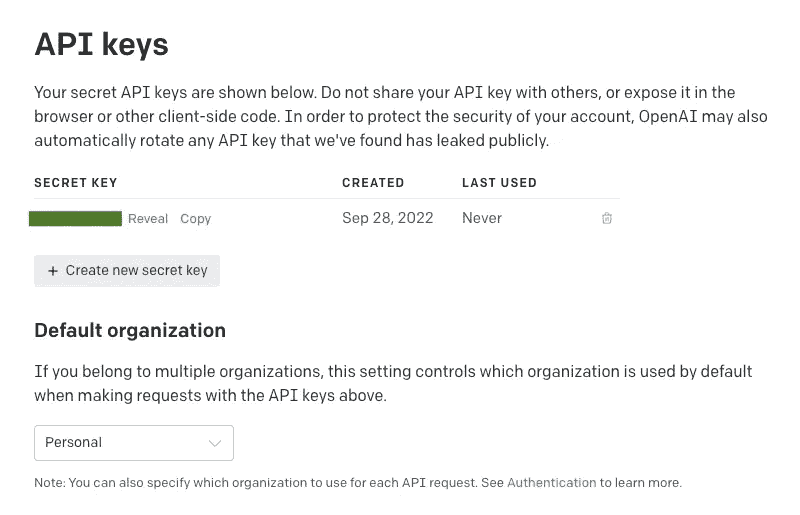 API keys
Your secret API keys are shown below. Do not share your API key with others, or expose it in the
browser or other client-side code. In order to protect the security of your account, OpenAI may also
automatically rotate any API key that we've found has leaked publicly.
SECRET KEY CREATED LAST USED
Reveal Copy Sep 28, 2022 Never
+ Create new secret key
Default organization
If you belong to multiple organizations, this setting controls which organization is used by default
when making requests with the API keys above.
Personal
Note: You can also specify which organization to use for each API request. See Authentication to learn more.